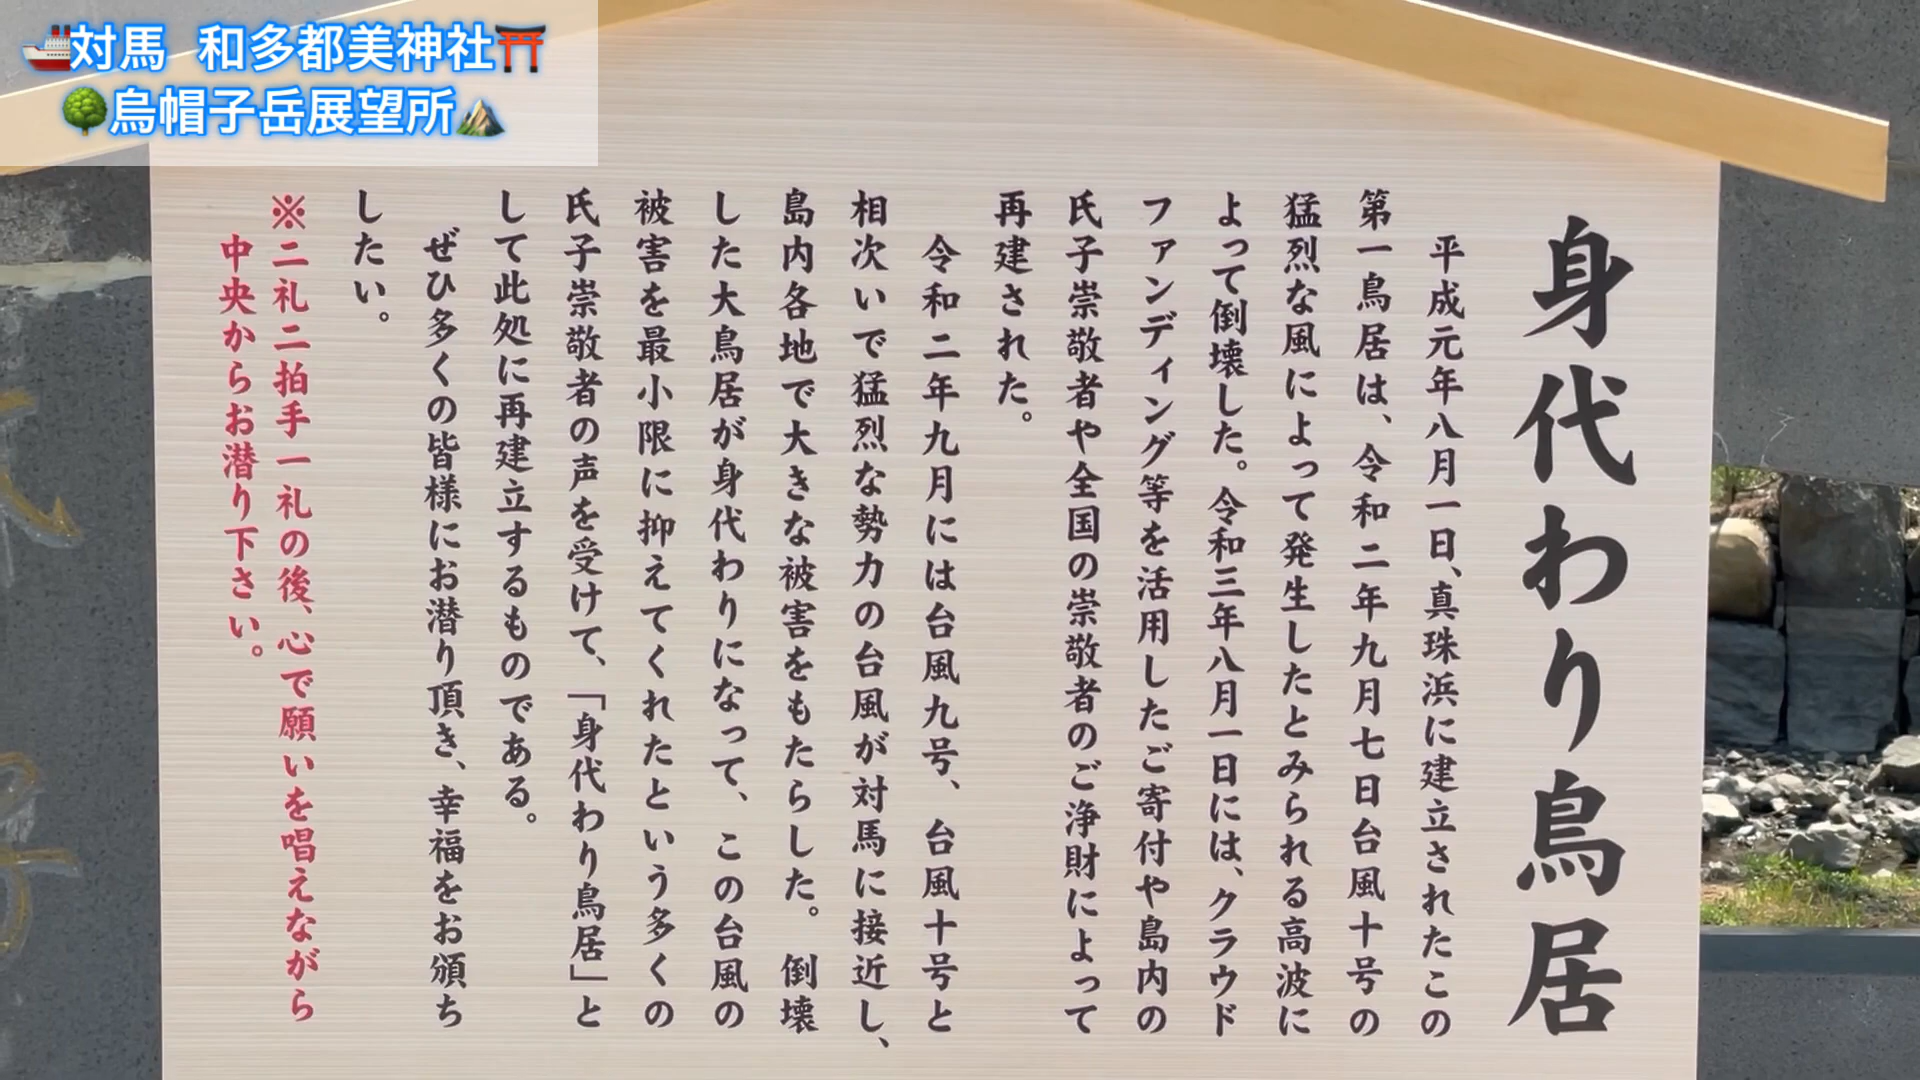 対馬 和多都美神社
烏帽子岳展望所
身代わり鳥居
平成元年八月一日、真珠浜に建立されたこの
第一鳥居は、令和二年九月七日台風十号の
猛烈な風によって発生したとみられる高波に
よって倒壊した。令和三年八月一日には、クラウド
ファンディング等を活用したご寄付や島内の
氏子崇敬者や全国の崇敬者のご浄財によって
再建された。
令和二年九月には台風九号、台風十号と
相次いで猛烈な勢力の台風が対馬に接近し、
島内各地で大きな被害をもたらした。倒壊
した大鳥居が身代わりになって、この台風の
被害を最小限に抑えてくれたという多くの
氏子崇敬者の声を受けて、「身代わり鳥居」と
して此処に再建立するものである。
ぜひ多くの皆様にお潜り頂き、幸福をお頒ち
したい。
※二礼二拍手一礼の後、心で願いを唱えながら
中央からお潜り下さい。